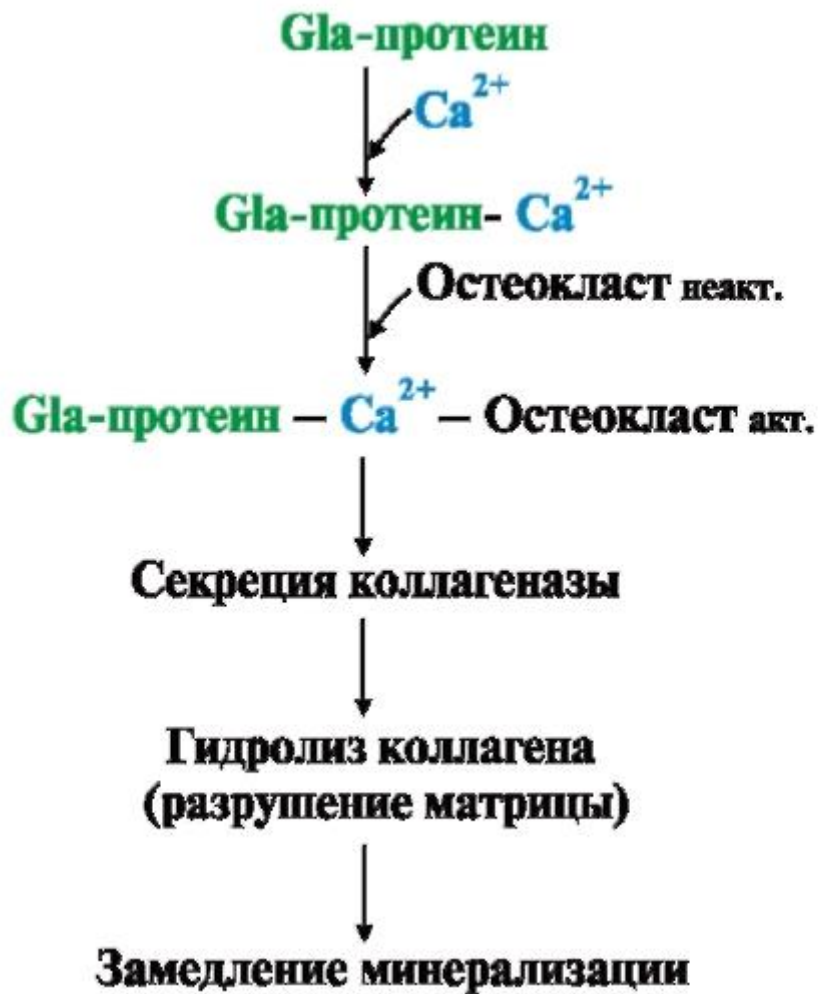 Gla-протеин
Ca2+
Gla-протеин- Ca2+
Остеокласт неакт.
Gla-протеин – Ca2+ – Остеокласт акт.
Секреция коллагеназы
Гидролиз коллагена
(разрушение матрицы)
Замедление минерализации